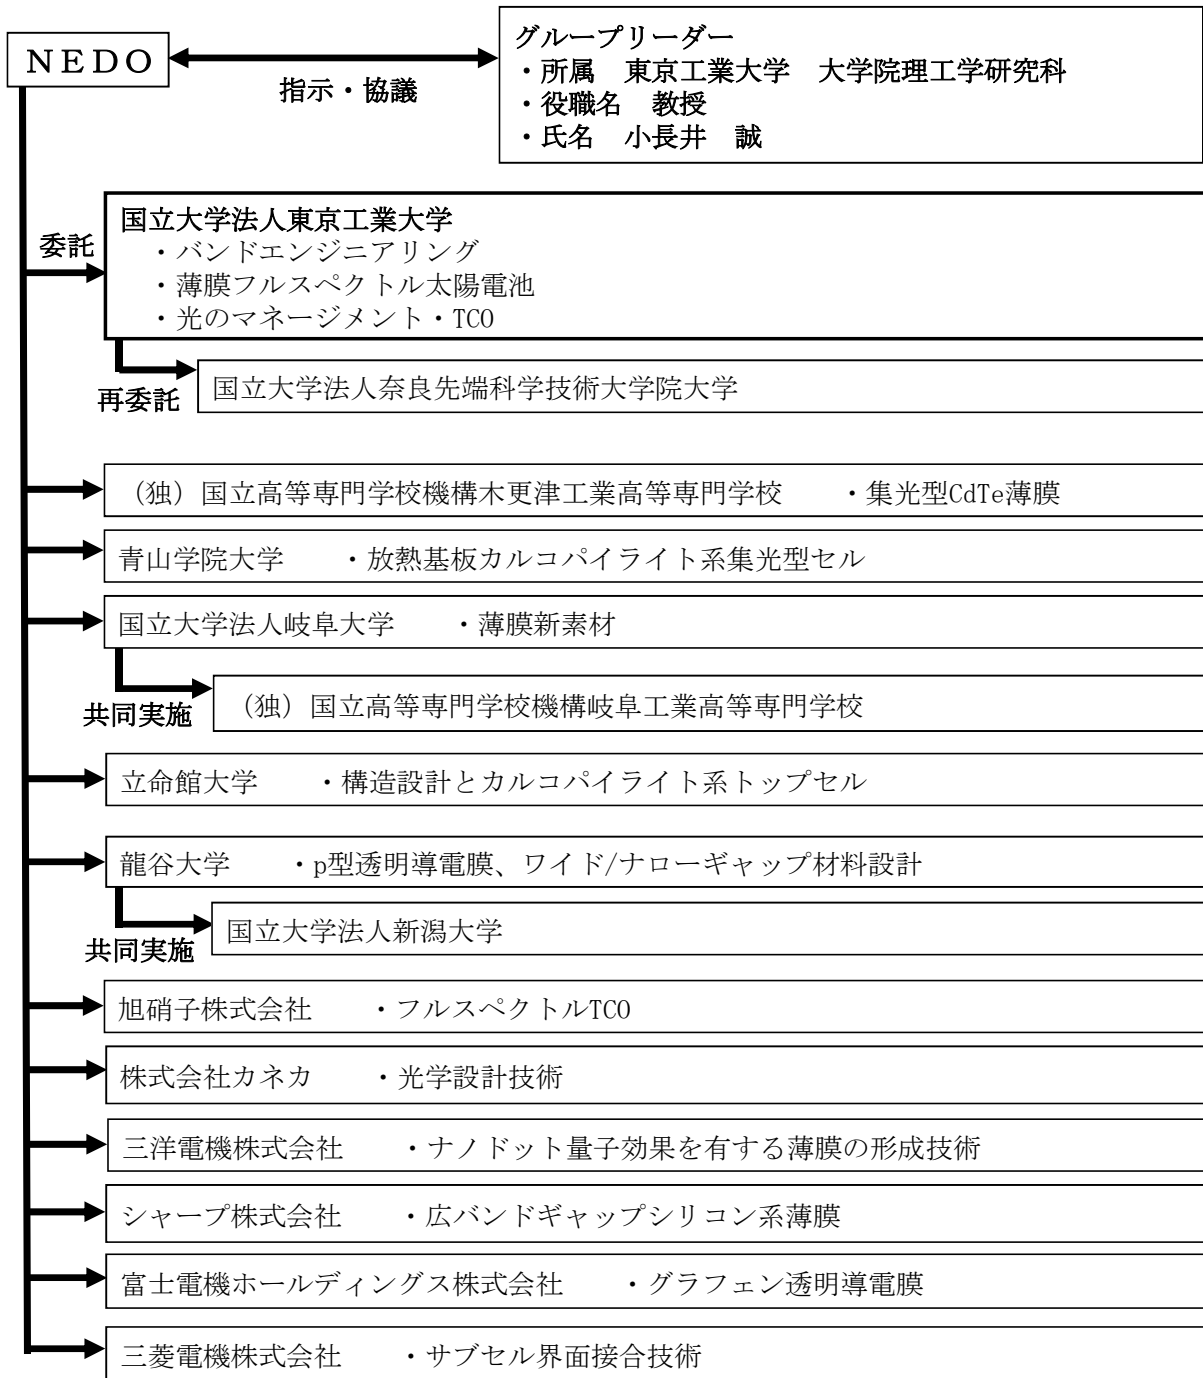 NEDO
指示・協議
グループリーダー
・所属　東京工業大学　大学院理工学研究科
・役職名　教授
・氏名　小長井　誠
委託
国立大学法人東京工業大学
・バンドエンジニアリング
・薄膜フルスペクトル太陽電池
・光のマネージメント・TCO
再委託
国立大学法人奈良先端科学技術大学院大学
（独）国立高等専門学校機構木更津工業高等専門学校　　・集光型CdTe薄膜
青山学院大学　　・放熱基板カルコパイライト系集光型セル
国立大学法人岐阜大学　　・薄膜新素材
共同実施
（独）国立高等専門学校機構岐阜工業高等専門学校
立命館大学　　・構造設計とカルコパイライト系トップセル
龍谷大学　　・p型透明導電膜、ワイド/ナローギャップ材料設計
共同実施
国立大学法人新潟大学
旭硝子株式会社　　・フルスペクトルTCO
株式会社カネカ　　・光学設計技術
三洋電機株式会社　　・ナノドット量子効果を有する薄膜の形成技術
シャープ株式会社　　・広バンドギャップシリコン系薄膜
富士電機ホールディングス株式会社　　・グラフェン透明導電膜
三菱電機株式会社　　・サブセル界面接合技術